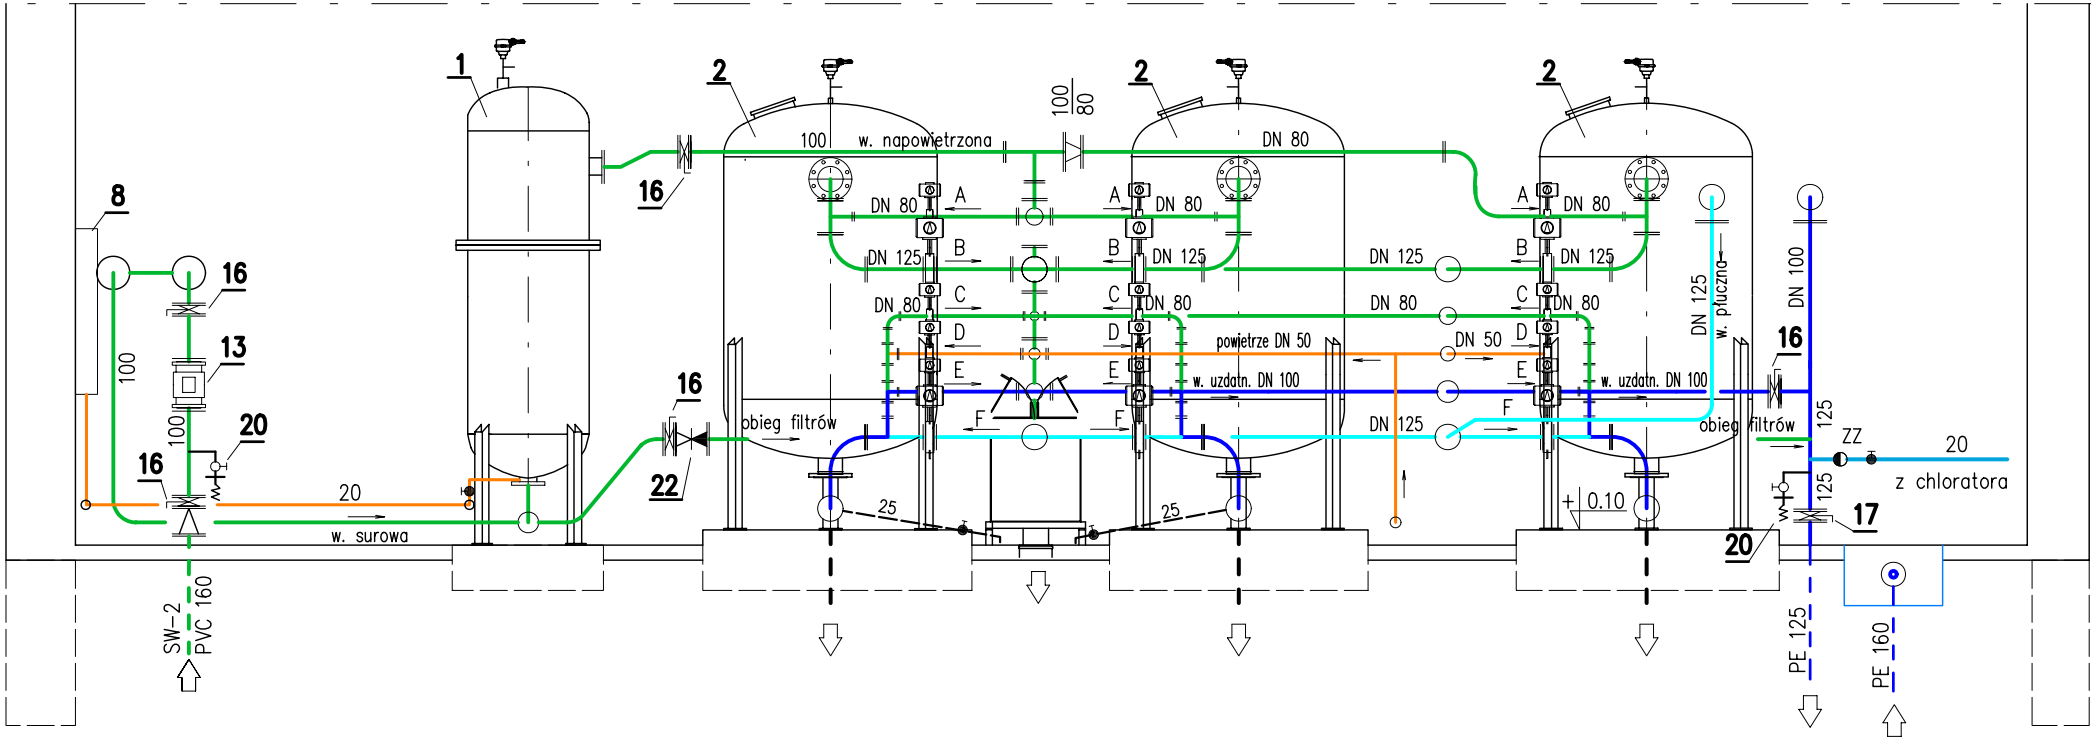 1
2
2
2
100
80
100
w. napowietrzona
DN 80
16
8
A
A
A
DN 80
DN 80
DN 80
B
B
B
DN 125
DN 125
DN 125
DN 125
DN 125
w. płuczna
DN 100
16
C
C
C
DN 80
DN 80
DN 80
DN 80
13
100
D
D
D
powietrze DN 50
DN 50
16
E
E
E
w. uzdatn. DN 100
w. uzdatn. DN 100
16
F
F
F
obieg filtrów
DN 125
obieg filtrów
125
100
20
16
22
ZZ
20
z chloratora
125
20
w. surowa
25
25
+ 0.10
17
20
SW-2
PVC 160
PE 125
PE 160